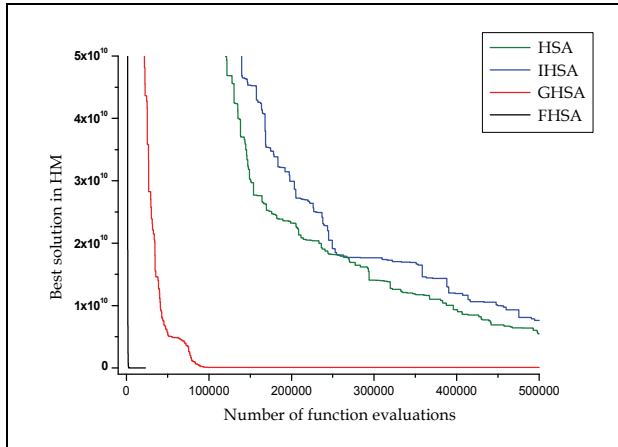 HSA
IHSA
GHSA
FHSA
Best solution in HM
5x10^10
4x10^10
3x10^10
2x10^10
1x10^10
0
0
100000
200000
300000
400000
500000
Number of function evaluations